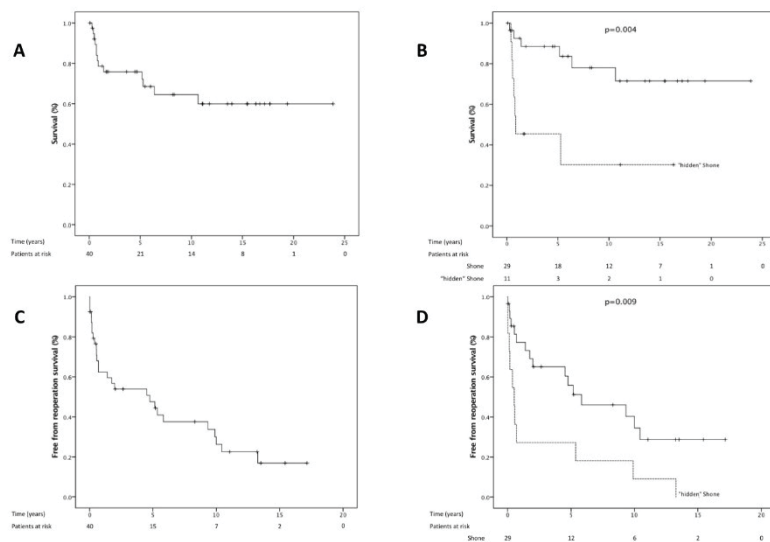 A
Survival (%)
1.0
0.8
0.6
0.4
0.2
0.0
0 5 10 15 20 25
Time (years)
Patients at risk
40 21 14 8 1 0
B
p=0.004
Survival (%)
1.0
0.8
0.6
0.4
0.2
0.0
"hidden" Shone
0 5 10 15 20 25
Time (years)
Patients at risk
Shone 29 18 12 7 1 0
"hidden" Shone 11 3 2 1 0
C
Free from reoperation survival (%)
1.0
0.8
0.6
0.4
0.2
0.0
0 5 10 15 20
Time (years)
Patients at risk
40 15 7 2 0
D
p=0.009
Free from reoperation survival (%)
1.0
0.8
0.6
0.4
0.2
0.0
"hidden" Shone
0 5 10 15 20
Time (years)
Patients at risk
Shone 29 12 6 2 0